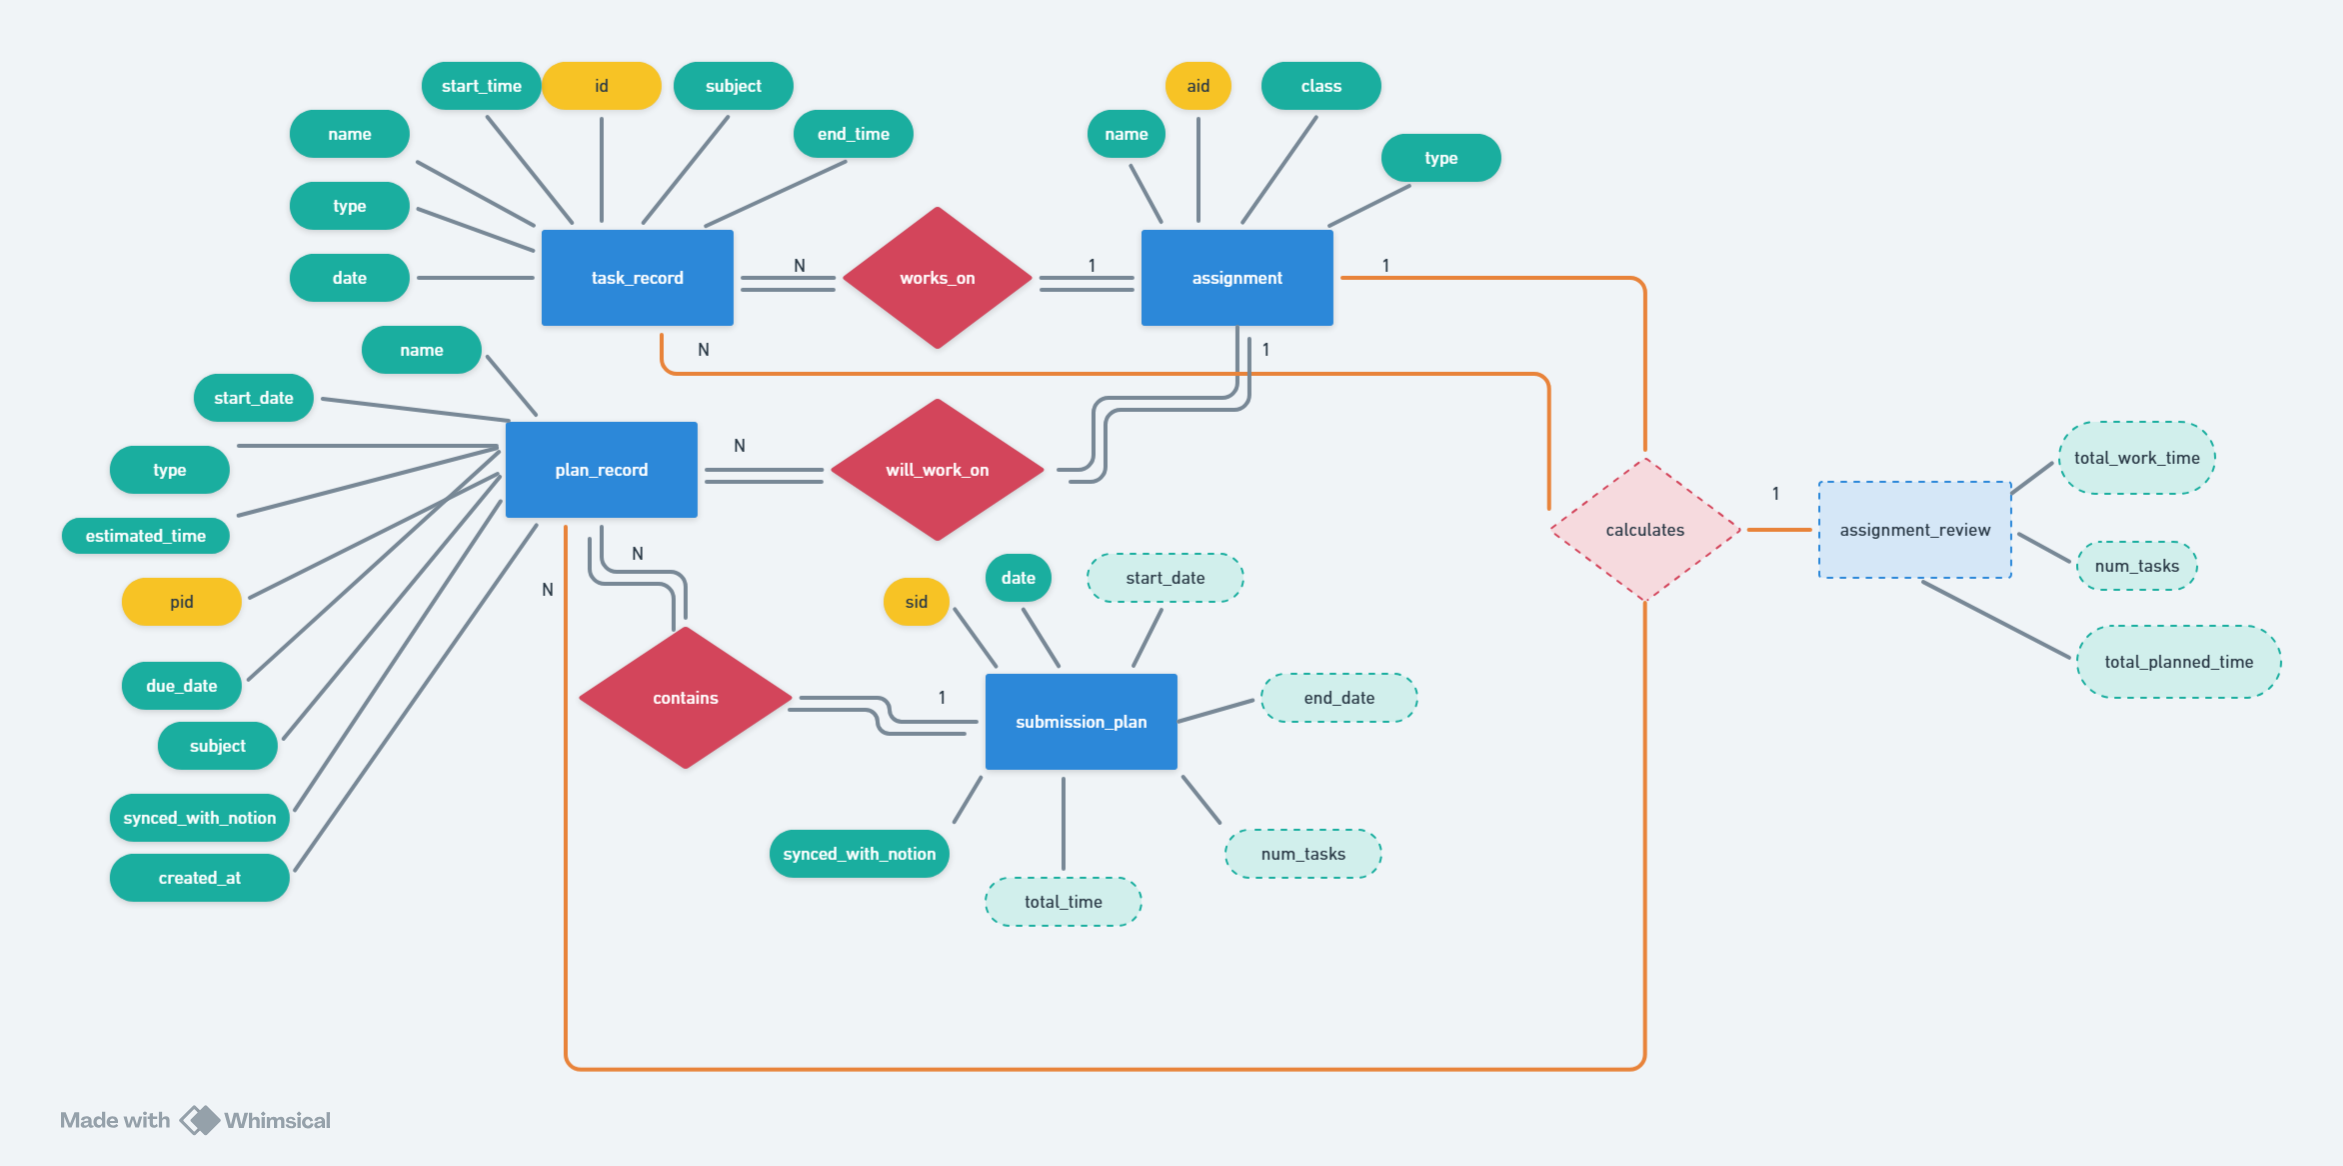 start_time
id
subject
name
end_time
type
date
task_record
N
works_on
1
aid
class
name
type
assignment
1
N
1
name
start_date
type
estimated_time
pid
due_date
subject
synced_with_notion
created_at
plan_record
N
will_work_on
N
N
contains
1
sid
date
start_date
end_date
submission_plan
synced_with_notion
total_time
num_tasks
calculates
1
assignment_review
total_work_time
num_tasks
total_planned_time
Made with Whimsical